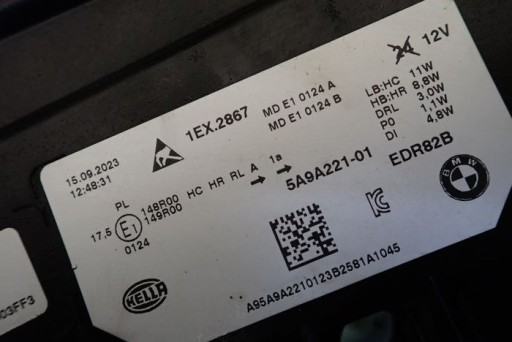 24 12V
LB:HC 11W
HB:HR 8,8W
DRL 3,0W
PO 1,1W
DI 4,8W
1EX.2867
MD E1 0124 A
MD E1 0124 B
EDR82B
15.09.2023
12:48:31
PL
17,5 E1 148R00 HC HR RL A 1a
149R00
0124
5A9A221-01
BMW
HELLA
A95A9A2210123B2581A1045
03FF3